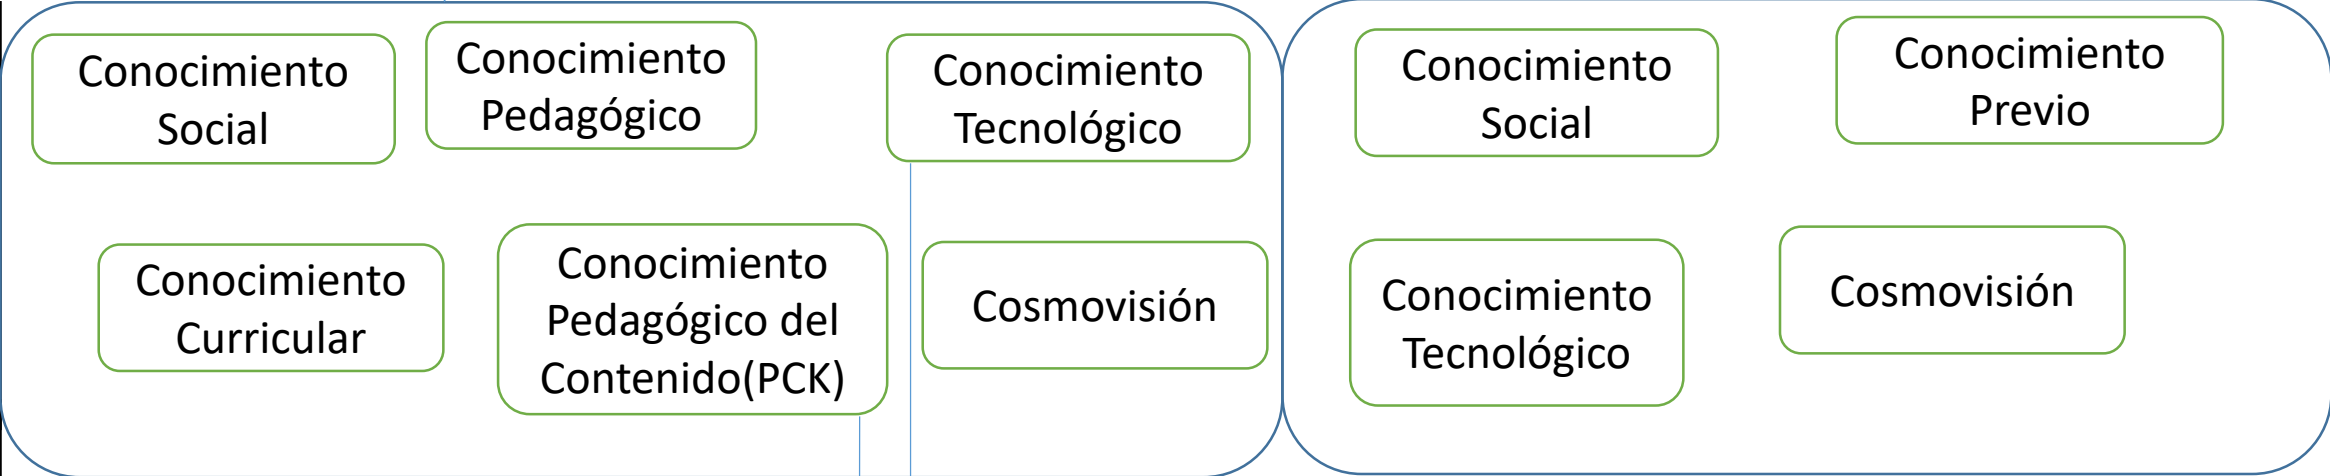 Conocimiento
Social
Conocimiento
Pedagógico
Conocimiento
Tecnológico
Conocimiento
Curricular
Conocimiento
Pedagógico del
Contenido(PCK)
Cosmovisión
Conocimiento
Social
Conocimiento
Previo
Conocimiento
Tecnológico
Cosmovisión